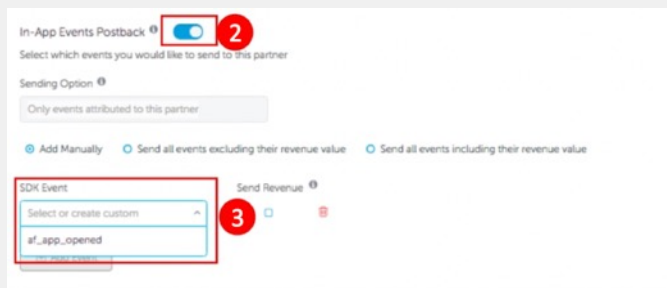 In-App Events Postback
2
Select which events you would like to send to this partner
Sending Option
Only events attributed to this partner
Add Manually Send all events excluding their revenue value Send all events including their revenue value
SDK Event Send Revenue
Select or create custom
3
af_app_opened
Add Event